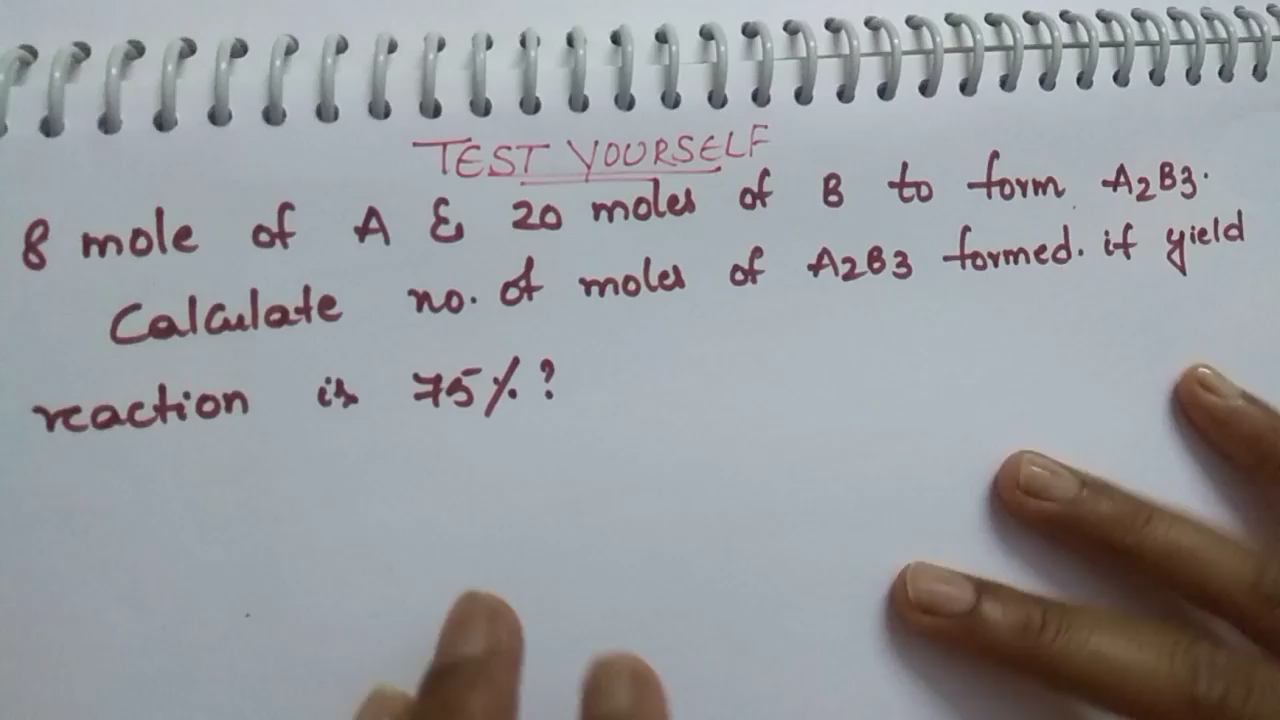 TEST YOURSELF
8 mole of A & 20 moles of B to form A2B3.
Calculate no. of moles of A2B3 formed. if yield
reaction is 75%?